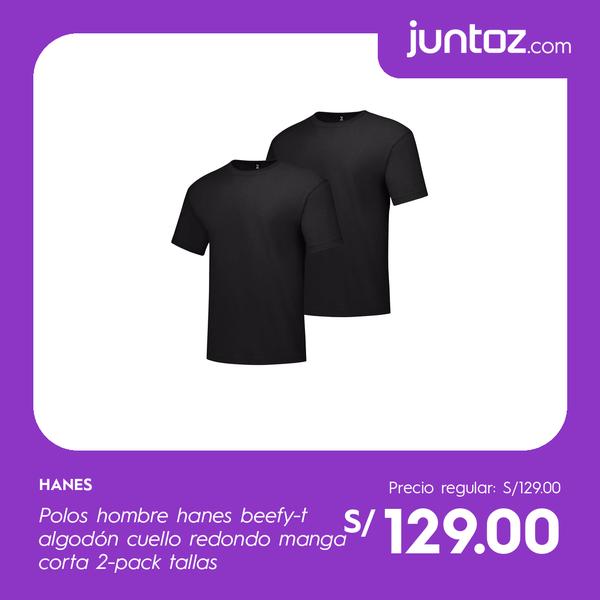 juntoz.com
HANES
Polos hombre hanes beefy-t
algodón cuello redondo manga
corta 2-pack tallas
Precio regular: S/129.00
S/129.00